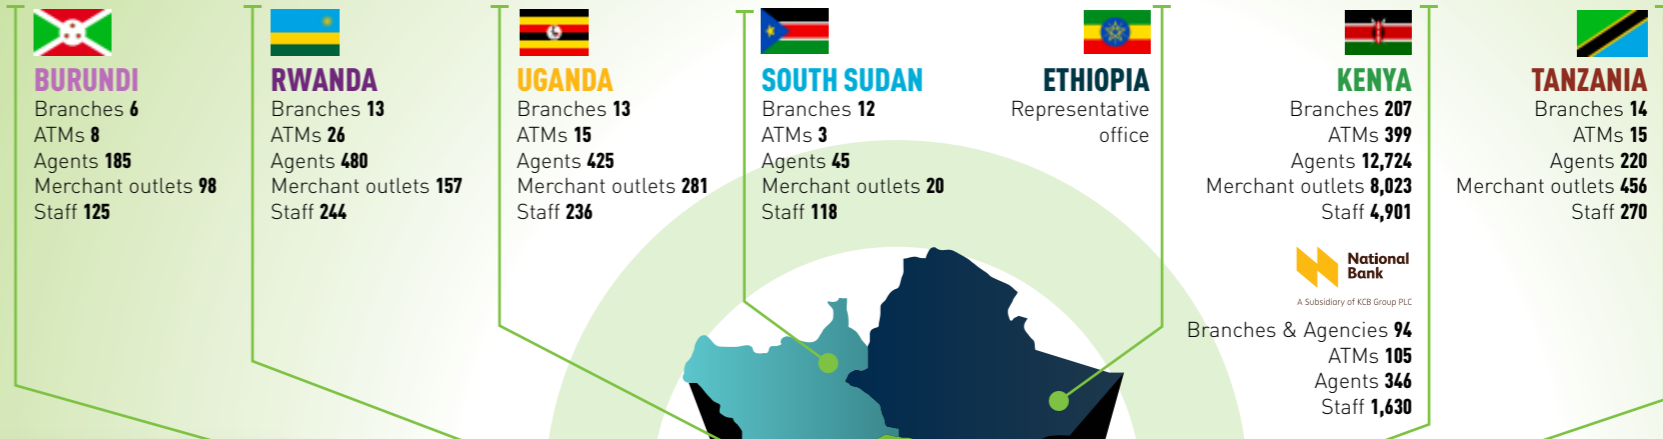 BURUNDI
Branches 6
ATMs 8
Agents 185
Merchant outlets 98
Staff 125
RWANDA
Branches 13
ATMs 26
Agents 480
Merchant outlets 157
Staff 244
UGANDA
Branches 13
ATMs 15
Agents 425
Merchant outlets 281
Staff 236
SOUTH SUDAN
Branches 12
ATMs 3
Agents 45
Merchant outlets 20
Staff 118
ETHIOPIA
Representative
office
KENYA
Branches 207
ATMs 399
Agents 12,724
Merchant outlets 8,023
Staff 4,901
National
Bank
A Subsidiary of KCB Group PLC
Branches & Agencies 94
ATMs 105
Agents 346
Staff 1,630
TANZANIA
Branches 14
ATMs 15
Agents 220
Merchant outlets 456
Staff 270